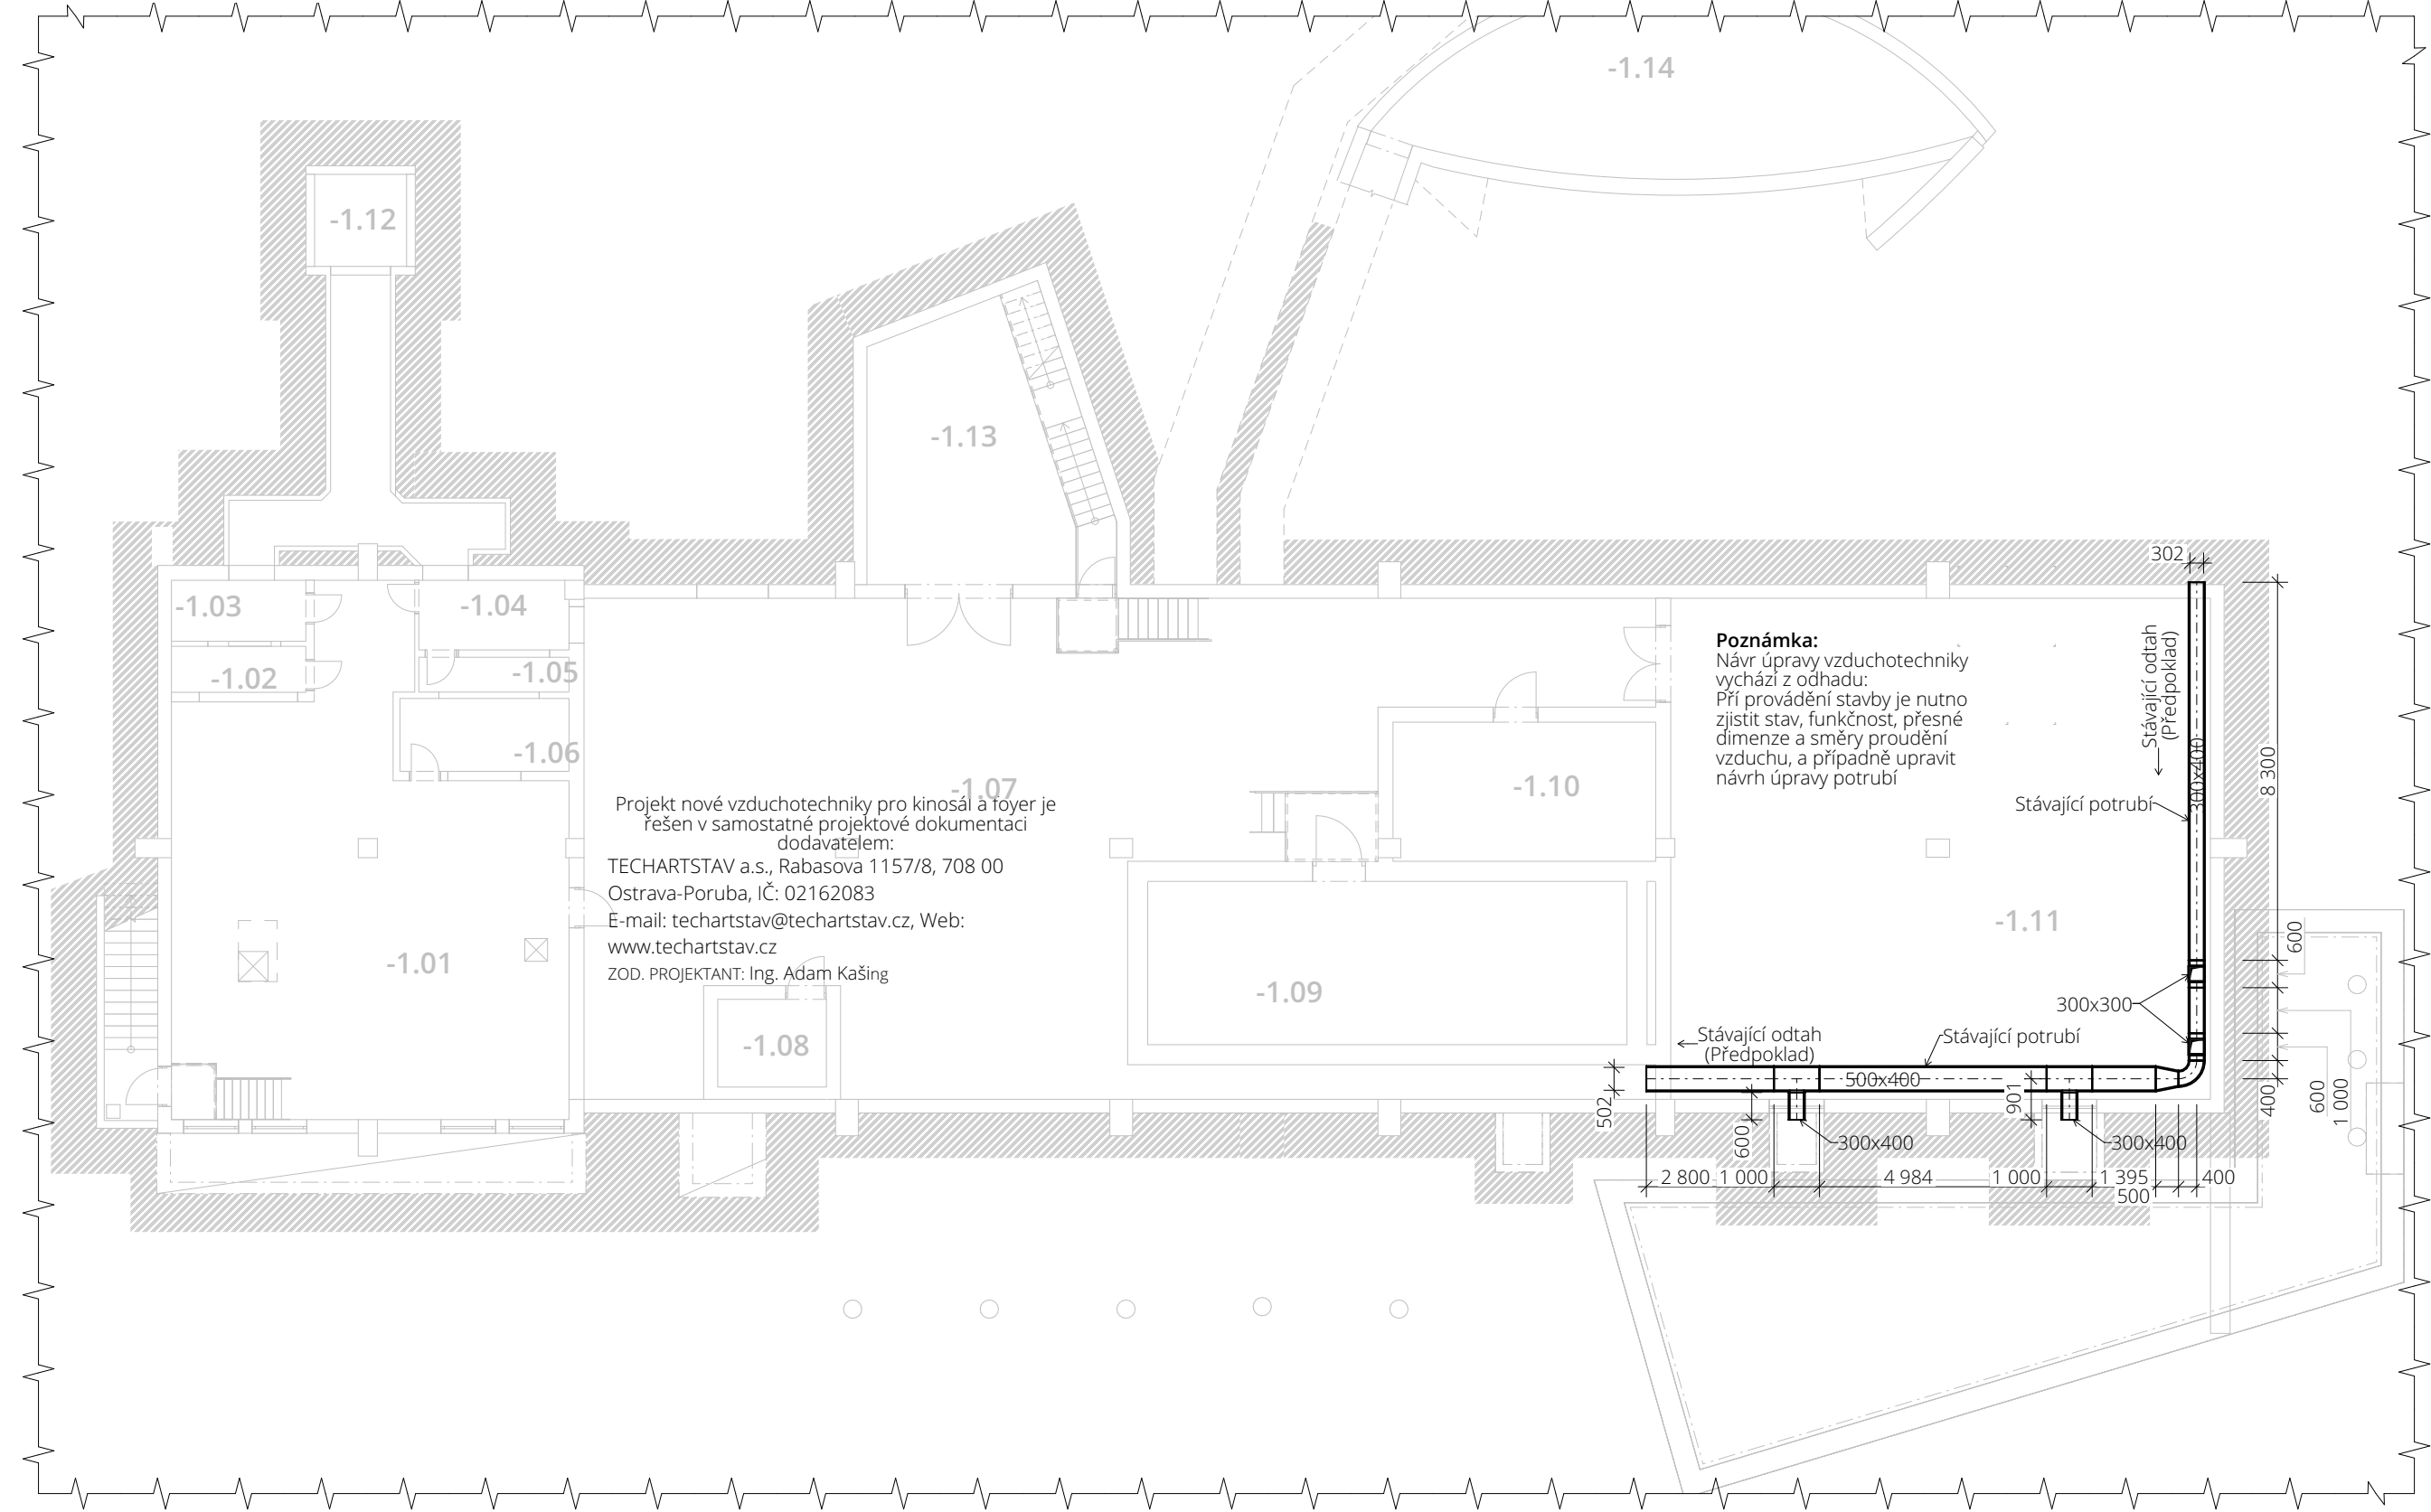 -1.14
-1.12
-1.13
-1.03
-1.04
-1.02
-1.05
-1.06
-1.07
-1.10
-1.01
-1.08
-1.09
-1.11
Projekt nové vzduchotechniky pro kinosál a foyer je
řešen v samostatné projektové dokumentaci
dodavatelem:
TECHARTSTAV a.s., Rabasova 1157/8, 708 00
Ostrava-Poruba, IČ: 02162083
E-mail: techartstav@techartstav.cz, Web:
www.techartstav.cz
ZOD. PROJEKTANT: Ing. Adam Kašing
Poznámka:
Návr úpravy vzduchotechniky
vychází z odhadu:
Pří provádění stavby je nutno
zjistit stav, funkčnost, přesné
dimenze a směry proudění
vzduchu, a případně upravit
návrh úpravy potrubí
302
Stávající odtah
(Předpoklad)
300x400
8 300
Stávající potrubí
600
300x300
Stávající odtah
(Předpoklad)
Stávající potrubí
500x400
502
600
901
400
600
1 000
300x400
300x400
2 800
1 000
4 984
1 000
1 395
500
400